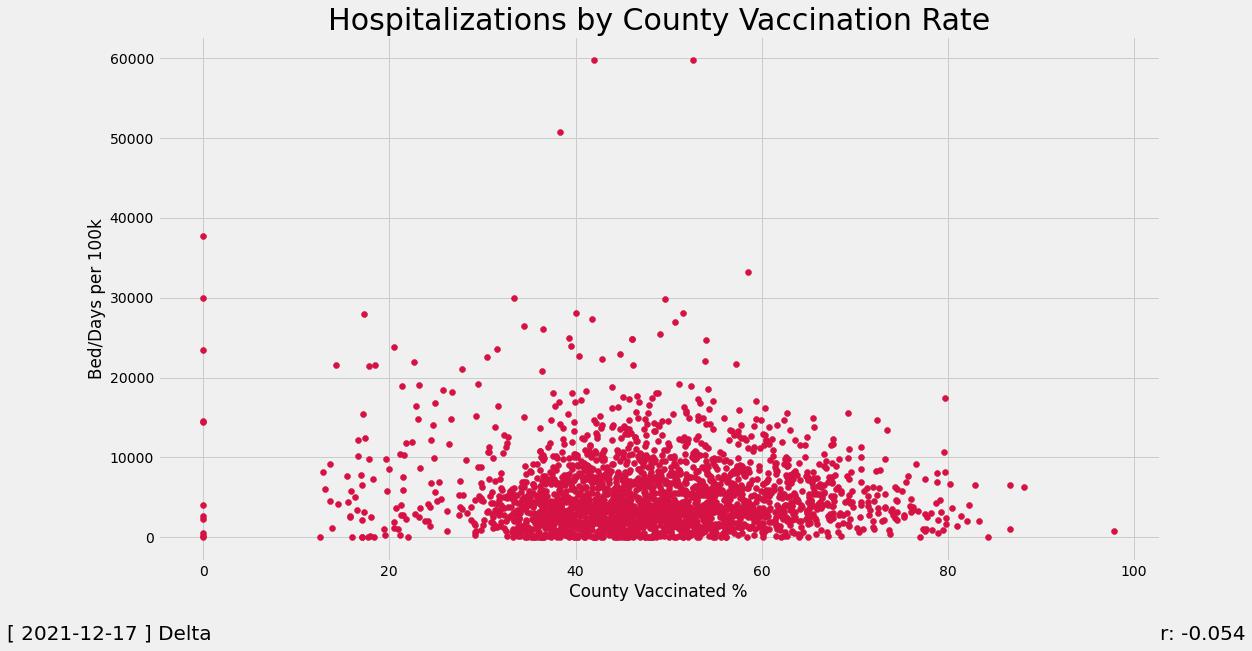 Hospitalizations by County Vaccination Rate
60000
50000
40000
30000
20000
10000
0
Bed/Days per 100k
0 20 40 60 80 100
County Vaccinated %
[ 2021-12-17 ] Delta
r: -0.054